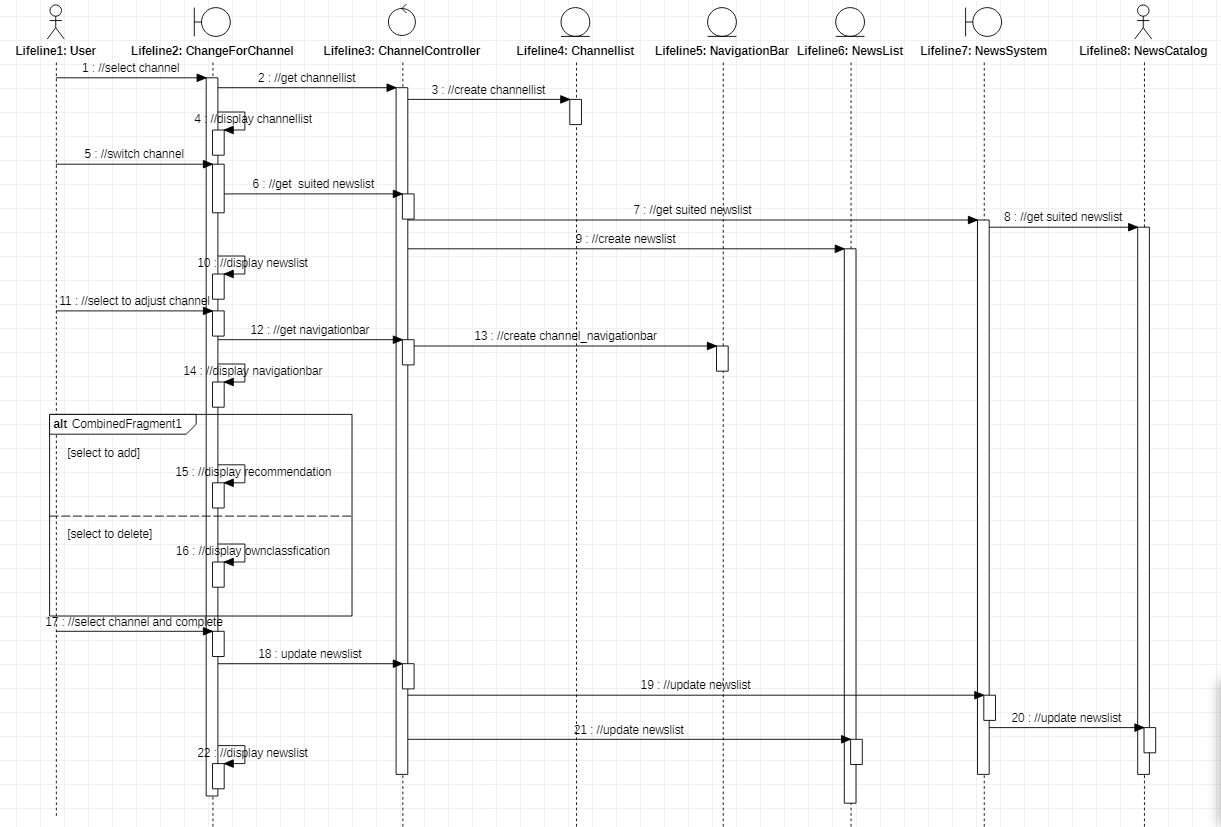 Lifeline1: User
Lifeline2: ChangeForChannel
Lifeline3: ChannelController
Lifeline4: Channellist
Lifeline5: NavigationBar
Lifeline6: NewsList
Lifeline7: NewsSystem
Lifeline8: NewsCatalog
1 : //select channel
2 : //get channellist
3 : //create channellist
4 : //display channellist
5 : //switch channel
6 : //get suited newslist
7 : //get suited newslist
8 : //get suited newslist
9 : //create newslist
10 : //display newslist
11 : //select to adjust channel
12 : //get navigationbar
13 : //create channel_navigationbar
14 : //display navigationbar
alt CombinedFragment1
[select to add]
15 : //display recommendation
[select to delete]
16 : //display ownclassfication
17 : //select channel and complete
18 : update newslist
19 : //update newslist
20 : //update newslist
21 : //update newslist
22 : //display newslist